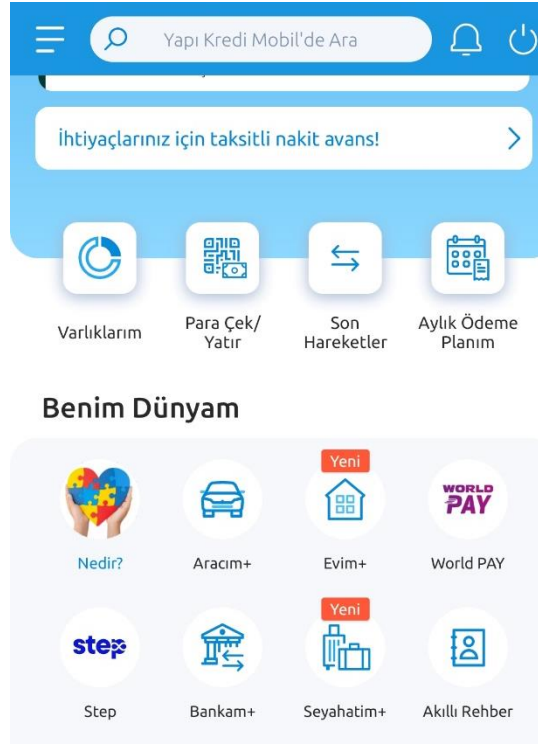 Yapı Kredi Mobil'de Ara
İhtiyaçlarınız için taksitli nakit avans!
Varlıklarım
Para Çek/
Yatır
Son
Hareketler
Aylık Ödeme
Planım
Benim Dünyam
Nedir?
Aracım+
Yeni
Evim+
WORLD
PAY
World PAY
step
Step
Bankam+
Yeni
Seyahatim+
Akıllı Rehber